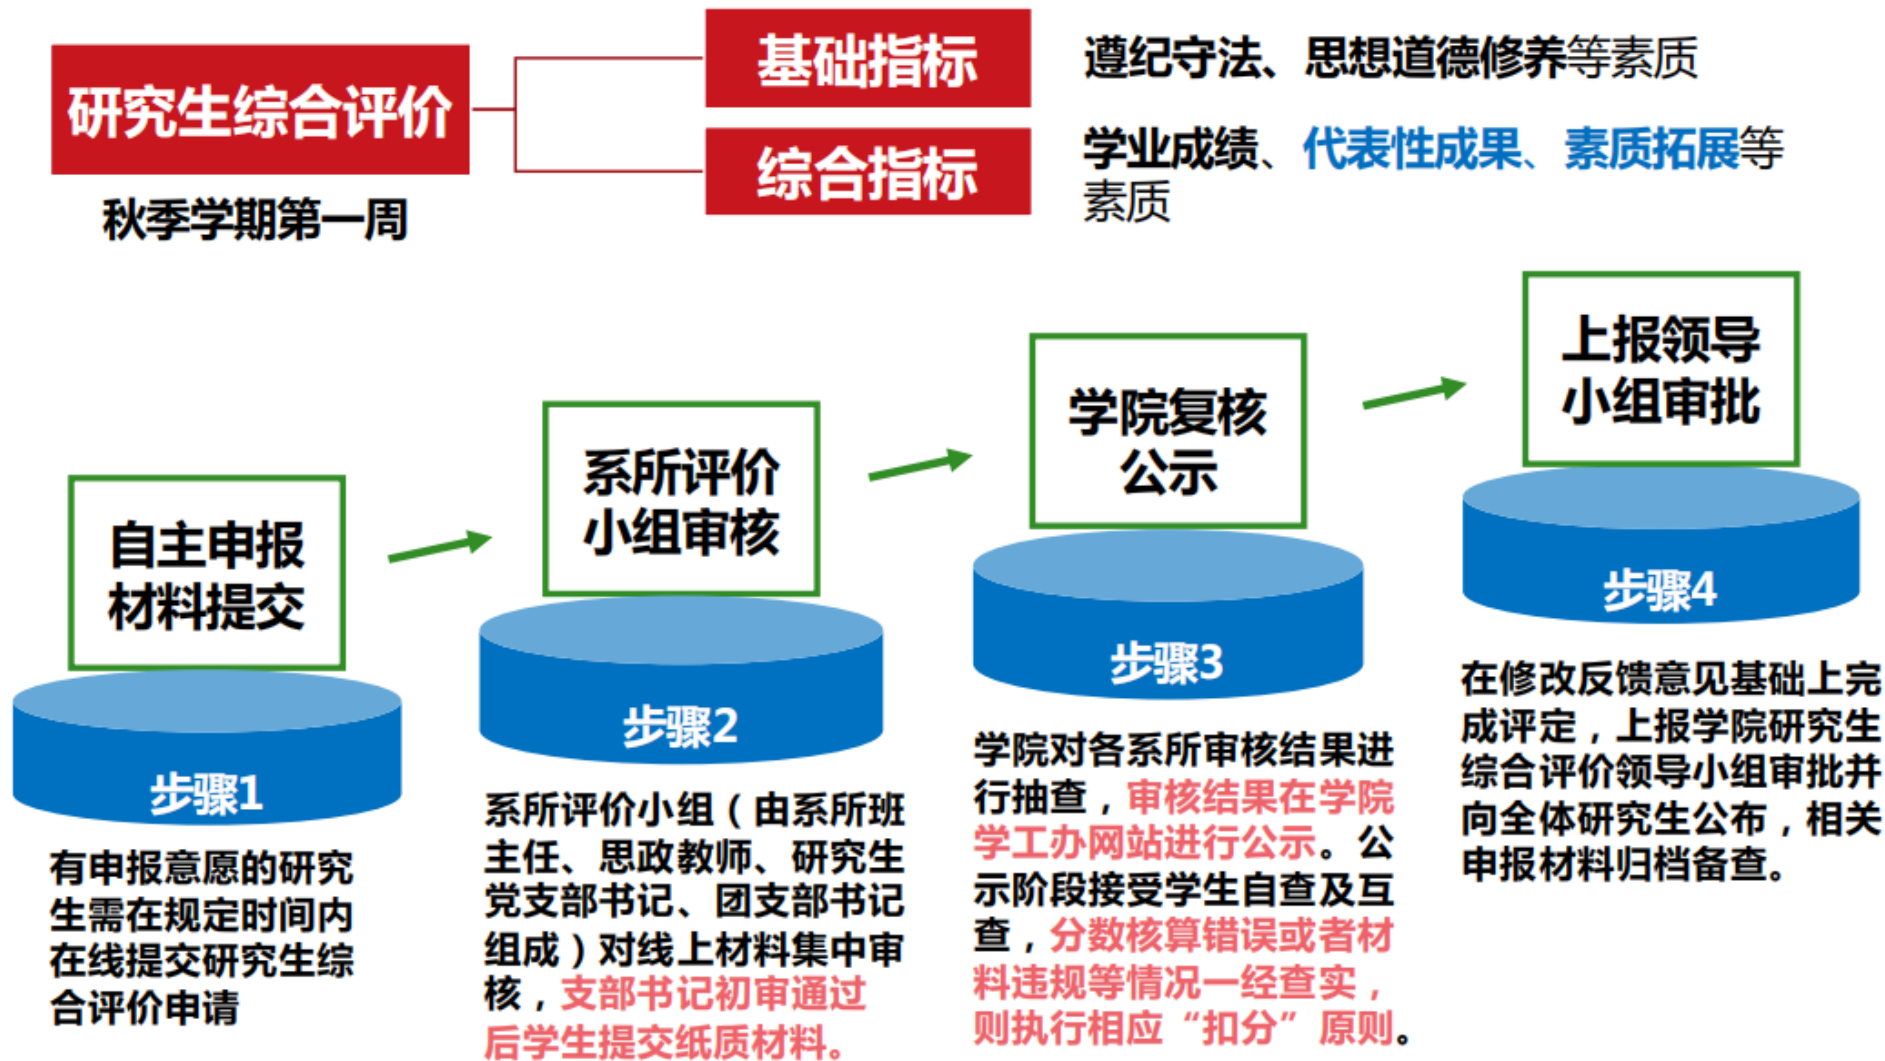 研究生综合评价
秋季学期第一周
基础指标
遵纪守法、思想道德修养等素质
综合指标
学业成绩、代表性成果、素质拓展等
素质
自主申报
材料提交
步骤1
有申报意愿的研究
生需在规定时间内
在线提交研究生综
合评价申请
系所评价
小组审核
步骤2
系所评价小组（由系所班
主任、思政教师、研究生
党支部书记、团支部书记
组成）对线上材料集中审
核，支部书记初审通过
后学生提交纸质材料。
学院复核
公示
步骤3
学院对各系所审核结果进
行抽查，审核结果在学院
学工办网站进行公示。公
示阶段接受学生自查及互
查，分数核算错误或者材
料违规等情况一经查实，
则执行相应“扣分”原则。
上报领导
小组审批
步骤4
在修改反馈意见基础上完
成评定，上报学院研究生
综合评价领导小组审批并
向全体研究生公布，相关
申报材料归档备查。